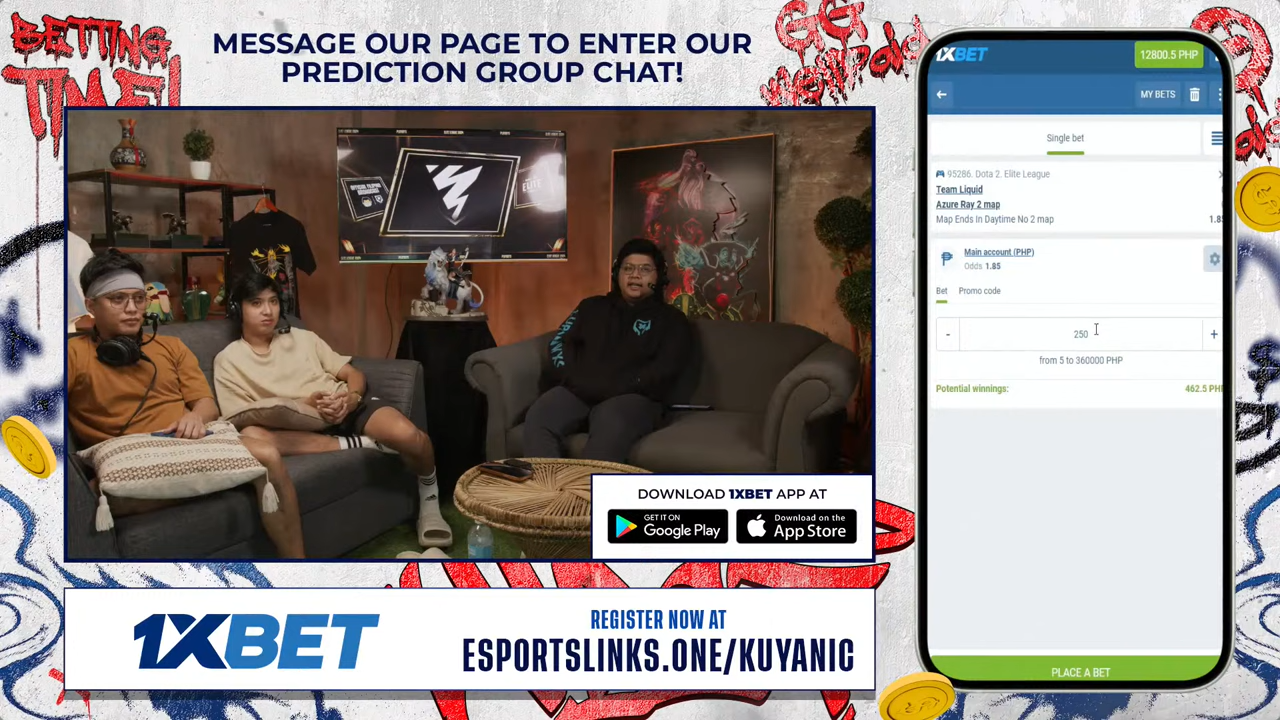 BETTING
TIME!
MESSAGE OUR PAGE TO ENTER OUR
PREDICTION GROUP CHAT!
GG
DOWNLOAD 1XBET APP AT
GET IT ON
Google Play
Download on the
App Store
1XBET
REGISTER NOW AT
ESPORTSLINKS.ONE/KUYANIC
1XBET
12800.5 PHP
MY BETS
Single bet
95286. Dota 2. Elite League
Team Liquid
Azure Ray 2 map
Map Ends In Daytime No 2 map
1.85
Main account (PHP)
Odds 1.85
Bet
Promo code
-
250
+
from 5 to 360000 PHP
Potential winnings:
462.5 PHP
PLACE A BET